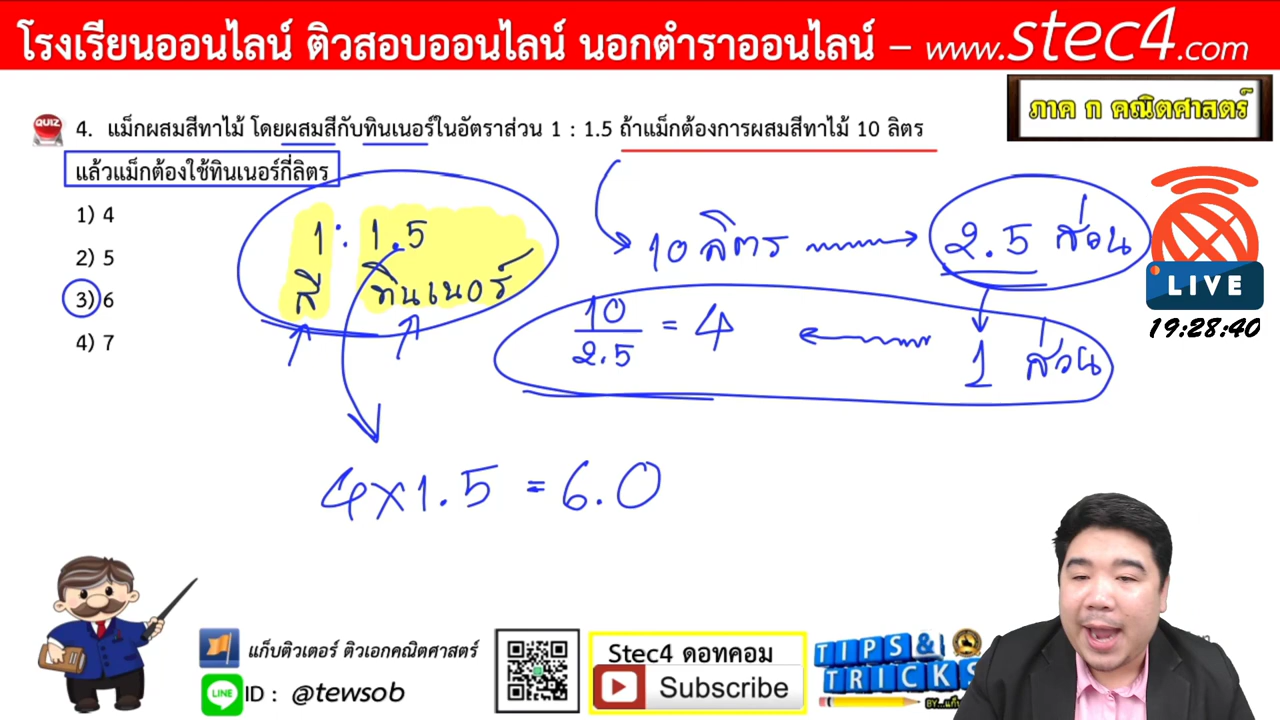 โรงเรียนออนไลน์ ติวสอบออนไลน์ นอกตำราออนไลน์ – www.stec4.com
ภาค ก คณิตศาสตร์
QUIZ
4. แม็กผสมสีทาไม้ โดยผสมสีกับทินเนอร์ในอัตราส่วน 1 : 1.5 ถ้าแม็กต้องการผสมสีทาไม้ 10 ลิตร
แล้วแม็กต้องใช้ทินเนอร์กี่ลิตร
1) 4
2) 5
3) 6
4) 7
1 : 1.5
สี ทินเนอร์
10 ลิตร 2.5 ส่วน
10
2.5
= 4
1 ส่วน
4 × 1.5 = 6.0
LIVE
19:28:40
แก็บติวเตอร์ ติวเอกคณิตศาสตร์
LINE ID : @tewsob
Stec4 ดอทคอม
Subscribe
TIPS &
TRICKS